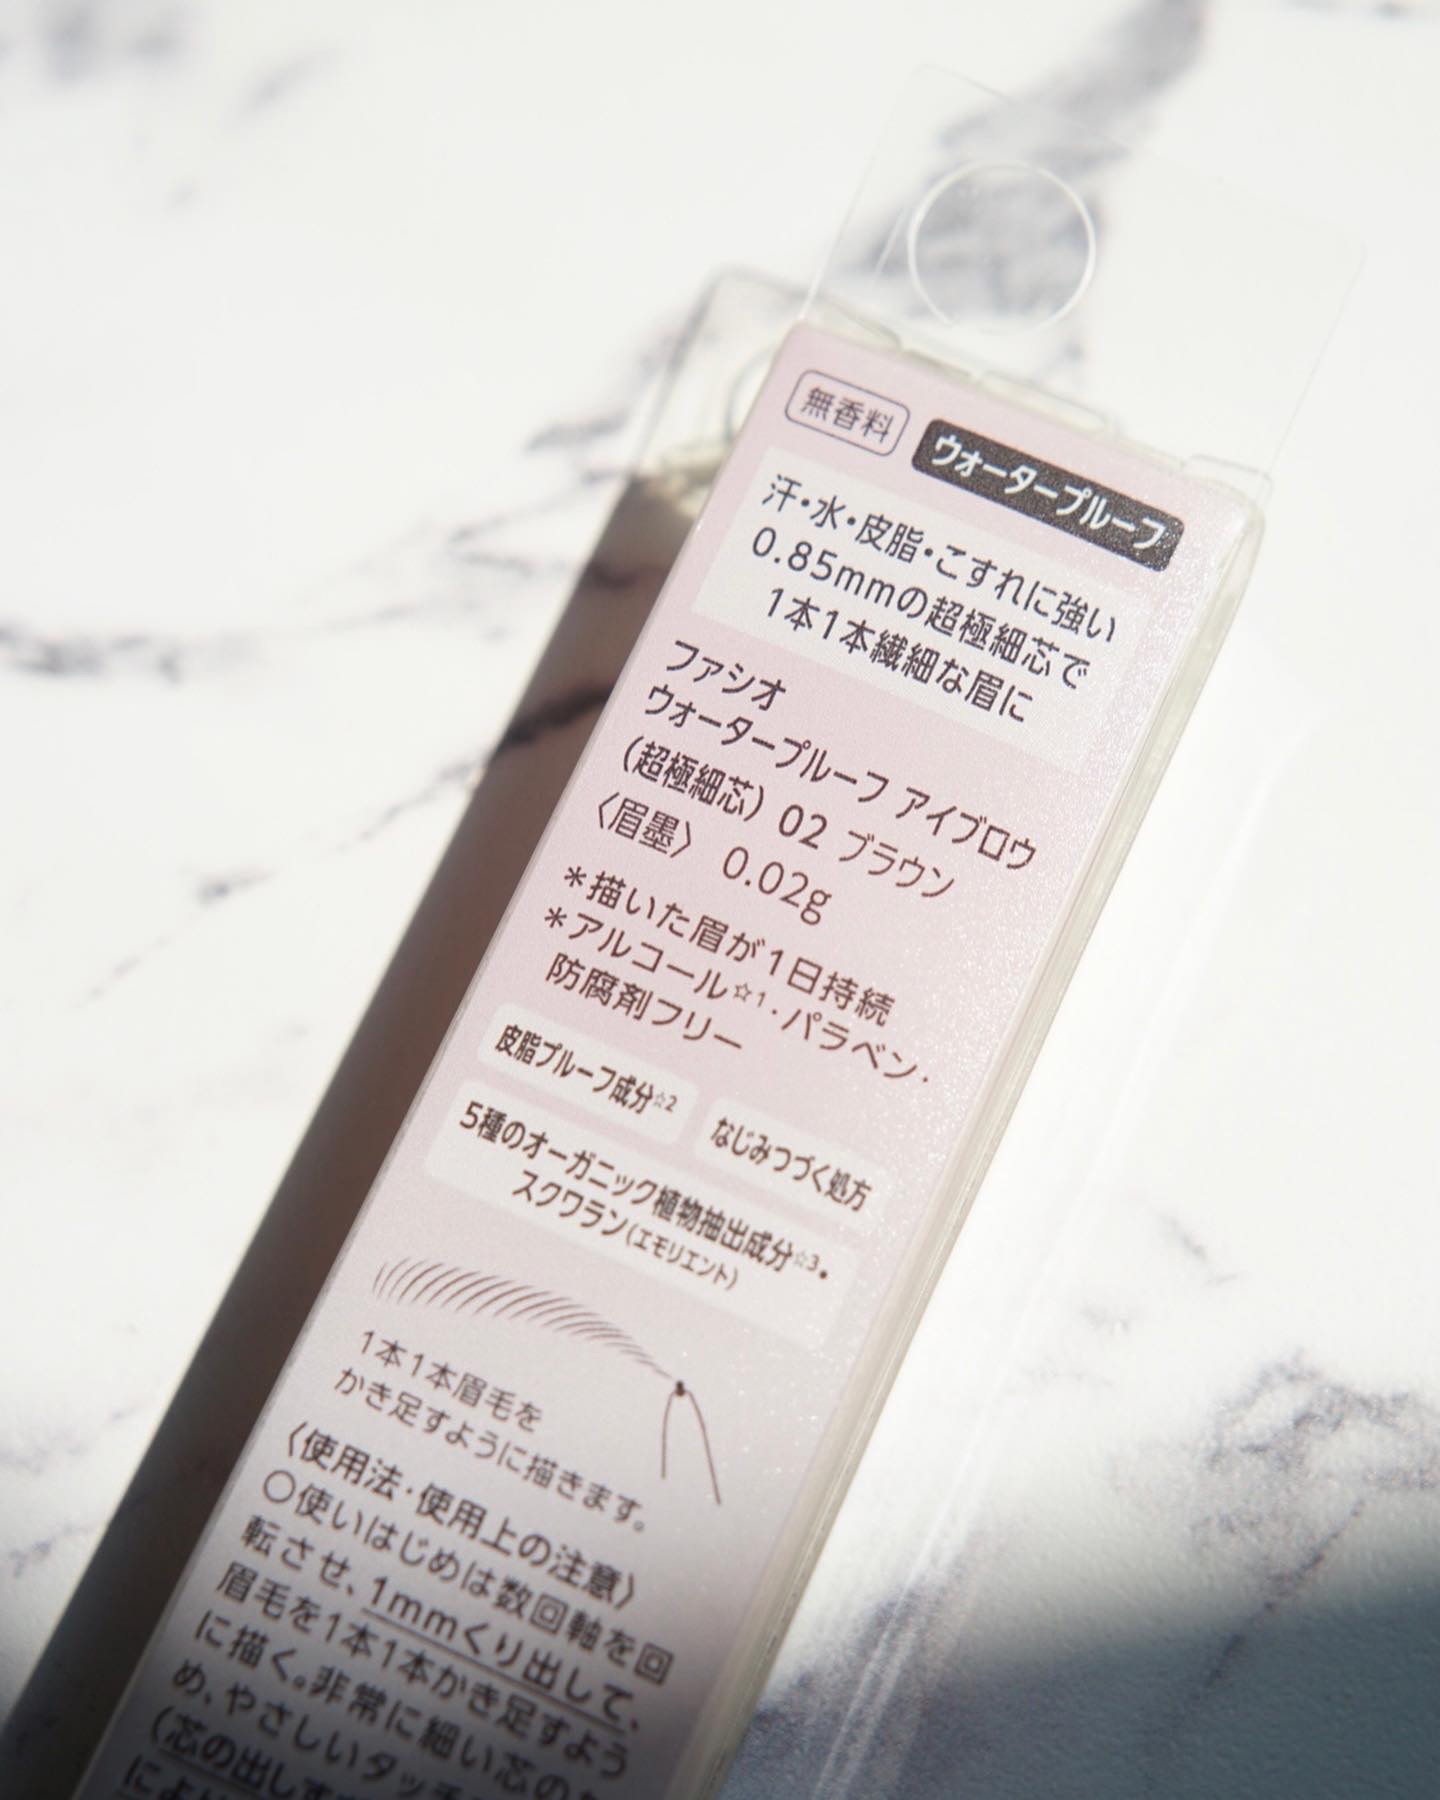 無香料
ウォータープルーフ
汗・水・皮脂・こすれに強い
0.85mmの超極細芯で
1本1本繊細な眉に
ファシオ
ウォータープルーフ アイブロウ
(超極細芯) 02 ブラウン
〈眉墨〉 0.02g
＊描いた眉が1日持続
＊アルコール☆1・パラベン・
防腐剤フリー
皮脂プルーフ成分☆2
なじみつづく処方
5種のオーガニック植物抽出成分☆3・
スクワラン(エモリエント)
1本1本眉毛を
かき足すように描きます。
〈使用法・使用上の注意〉
○使いはじめは数回軸を回
転させ、1mmくり出して、
眉毛を1本1本かき足すよう
に描く。非常に細い芯のた
め、やさしいタッチ
(芯の出しす
により